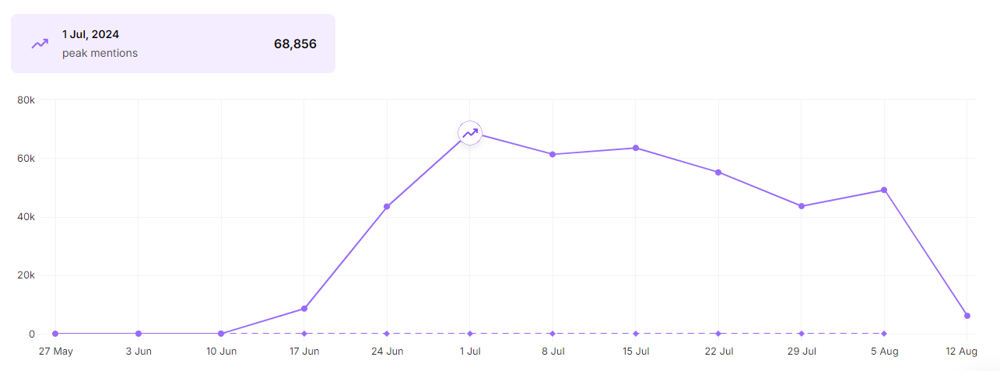 1 Jul, 2024
peak mentions
68,856
80k
60k
40k
20k
0
27 May
3 Jun
10 Jun
17 Jun
24 Jun
1 Jul
8 Jul
15 Jul
22 Jul
29 Jul
5 Aug
12 Aug